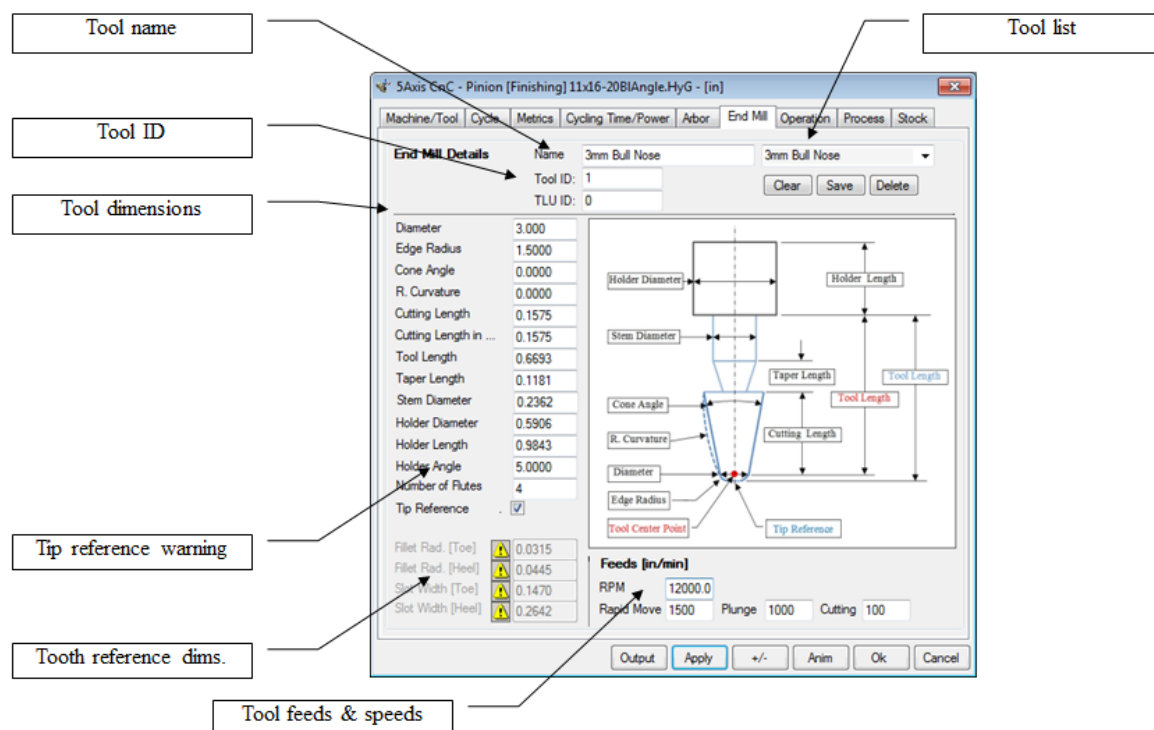 Tool name
Tool list
Tool ID
Tool dimensions
Tip reference warning
Tooth reference dims.
Tool feeds & speeds
5Axis CnC - Pinion [Finishing] 11x16-20BlAngle.HyG - [in]
Machine/Tool Cycle Metrics Cycling Time/Power Arbor End Mill Operation Process Stock
End Mill Details Name 3mm Bull Nose 3mm Bull Nose
Tool ID: 1 Clear Save Delete
TLU ID: 0
Diameter 3.000
Edge Radius 1.5000
Cone Angle 0.0000
R. Curvature 0.0000
Cutting Length 0.1575
Cutting Length in ... 0.1575
Tool Length 0.6693
Taper Length 0.1181
Stem Diameter 0.2362
Holder Diameter 0.5906
Holder Length 0.9843
Holder Angle 5.0000
Number of Flutes 4
Tip Reference .
Fillet Rad. [Toe] 0.0315
Fillet Rad. [Heel] 0.0445
Slot Width [Toe] 0.1470
Slot Width [Heel] 0.2642
Holder Diameter
Holder Length
Stem Diameter
Taper Length
Tool Length
Tool Length
Cone Angle
R. Curvature
Cutting Length
Diameter
Edge Radius
Tool Center Point
Tip Reference
Feeds [in/min]
RPM 12000.0
Rapid Move 1500 Plunge 1000 Cutting 100
Output Apply +/- Anim Ok Cancel